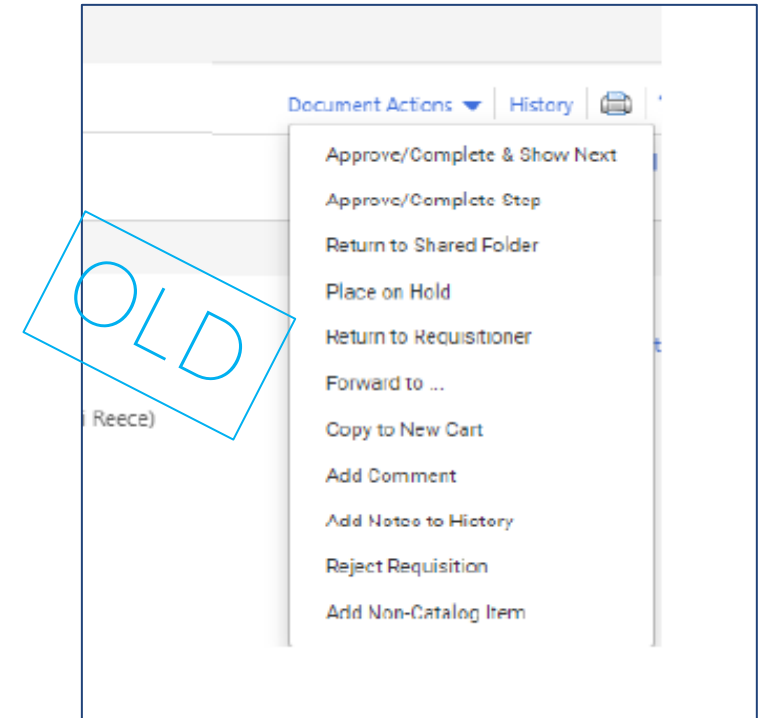 Document Actions History
Approve/Complete & Show Next
Approve/Complete Step
Return to Shared Folder
Place on Hold
OLD
Return to Requisitioner
Forward to ...
Reece)
Copy to New Cart
Add Comment
Add Notes to History
Reject Requisition
Add Non-Catalog Item